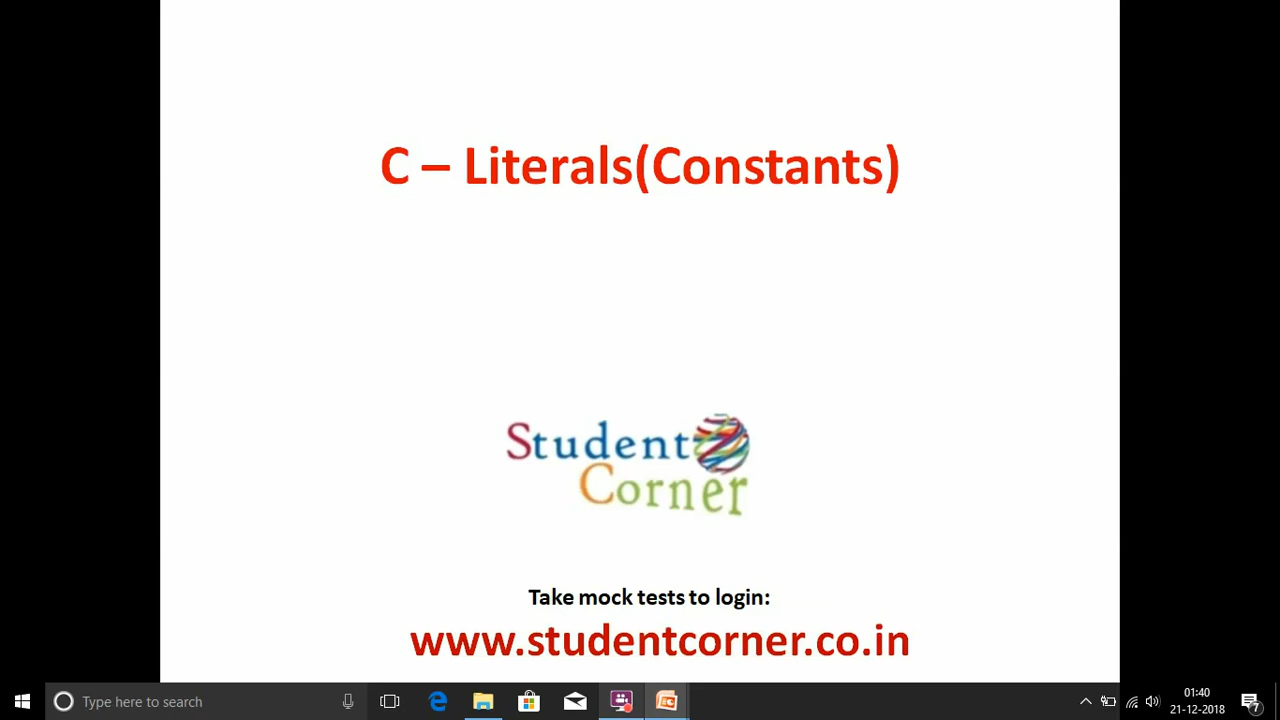 C – Literals(Constants)
Student
Corner
Take mock tests to login:
www.studentcorner.co.in
Type here to search
01:40
21-12-2018
7